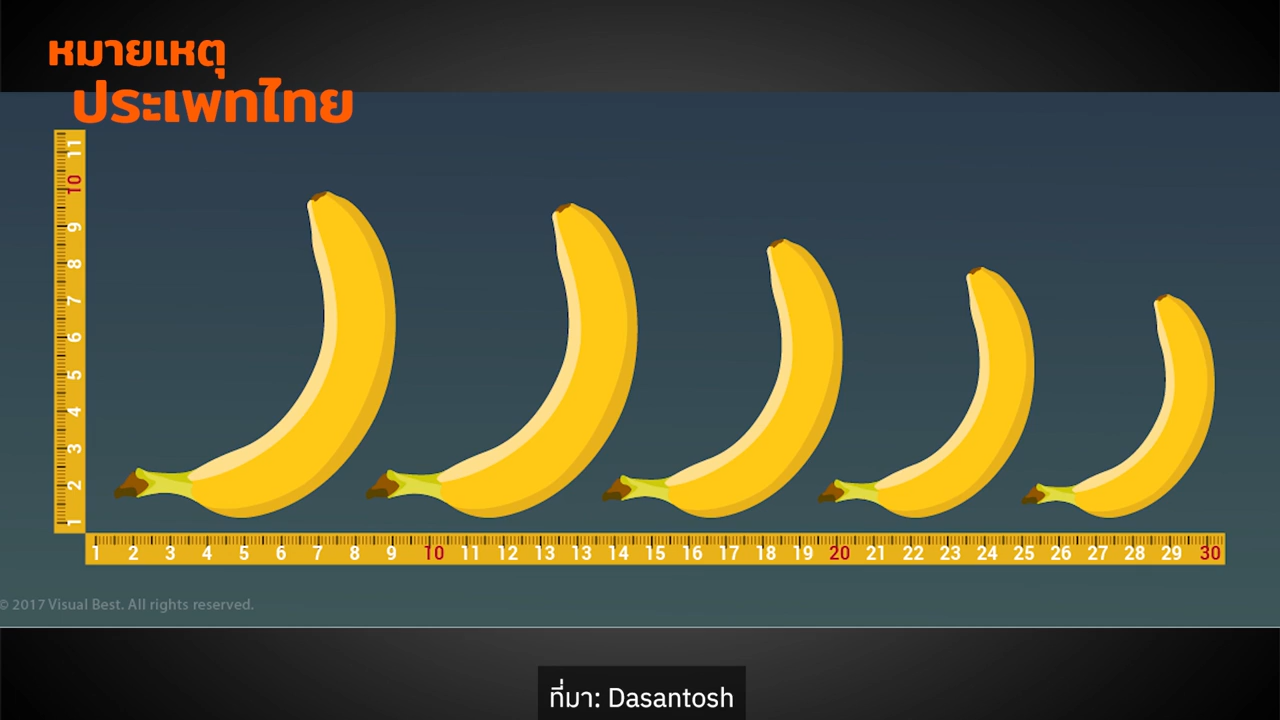 หมายเหตุ
ประเพทไทย
11
10
9
8
7
6
5
4
3
2
1
1 2 3 4 5 6 7 8 9 10 11 12 13 13 14 15 16 17 18 19 20 21 22 23 24 25 26 27 28 29 30
© 2017 Visual Best. All rights reserved.
ที่มา: Dasantosh